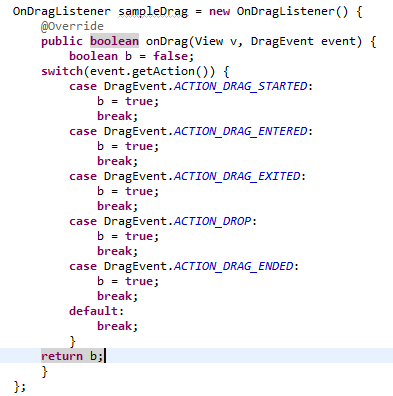 OnDragListener sampleDrag = new OnDragListener() {
    @Override
    public boolean onDrag(View v, DragEvent event) {
        boolean b = false;
    switch(event.getAction()) {
        case DragEvent.ACTION_DRAG_STARTED:
            b = true;
            break;
        case DragEvent.ACTION_DRAG_ENTERED:
            b = true;
            break;
        case DragEvent.ACTION_DRAG_EXITED:
            b = true;
            break;
        case DragEvent.ACTION_DROP:
            b = true;
            break;
        case DragEvent.ACTION_DRAG_ENDED:
            b = true;
            break;
        default:
            break;
        }
    return b;
    }
};